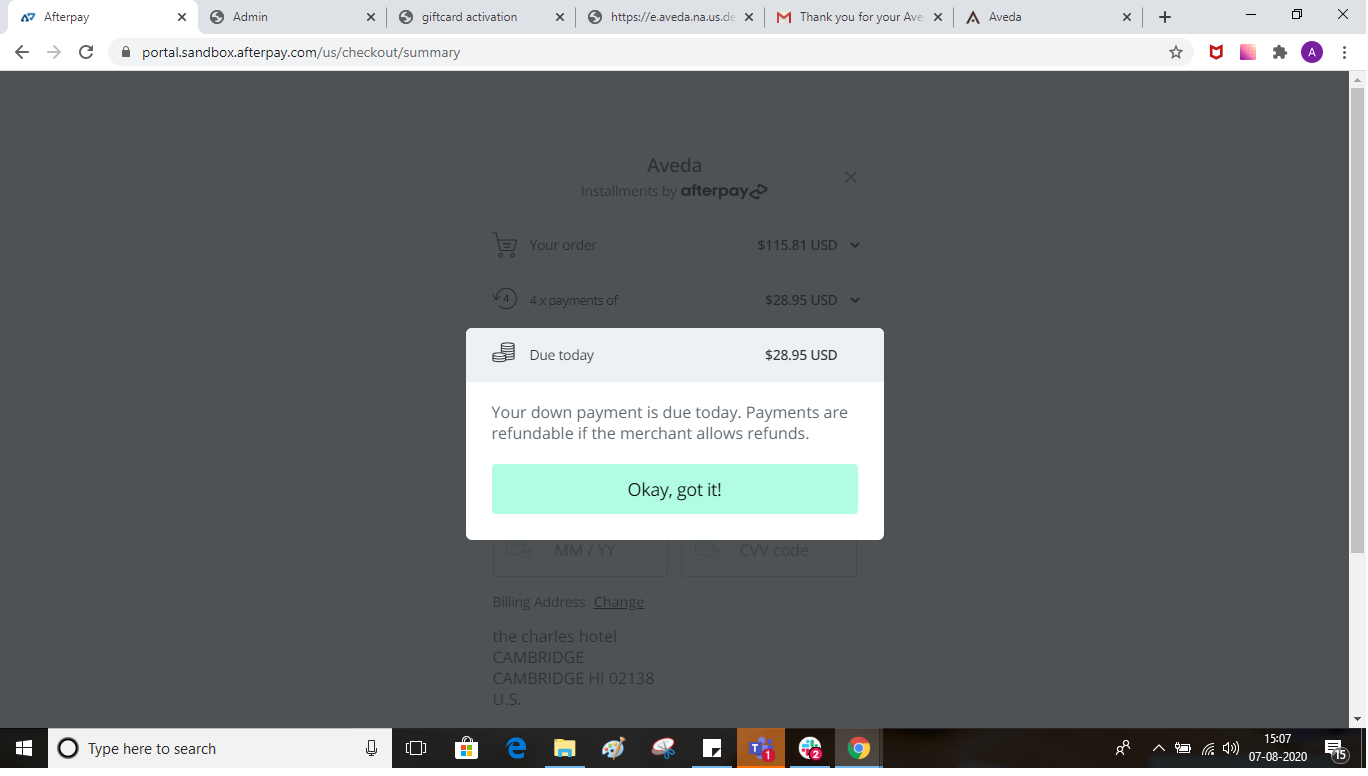 Afterpay
Admin
giftcard activation
https://e.aveda.na.us.de
Thank you for your Ave
Aveda
portal.sandbox.afterpay.com/us/checkout/summary
A
Aveda
Installments by afterpay
Your order $115.81 USD
4 4 x payments of $28.95 USD
Due today $28.95 USD
Your down payment is due today. Payments are
refundable if the merchant allows refunds.
Okay, got it!
MM / YY CVV code
Billing Address Change
the charles hotel
CAMBRIDGE
CAMBRIDGE HI 02138
U.S.
Type here to search
1
2
15:07
07-08-2020
15